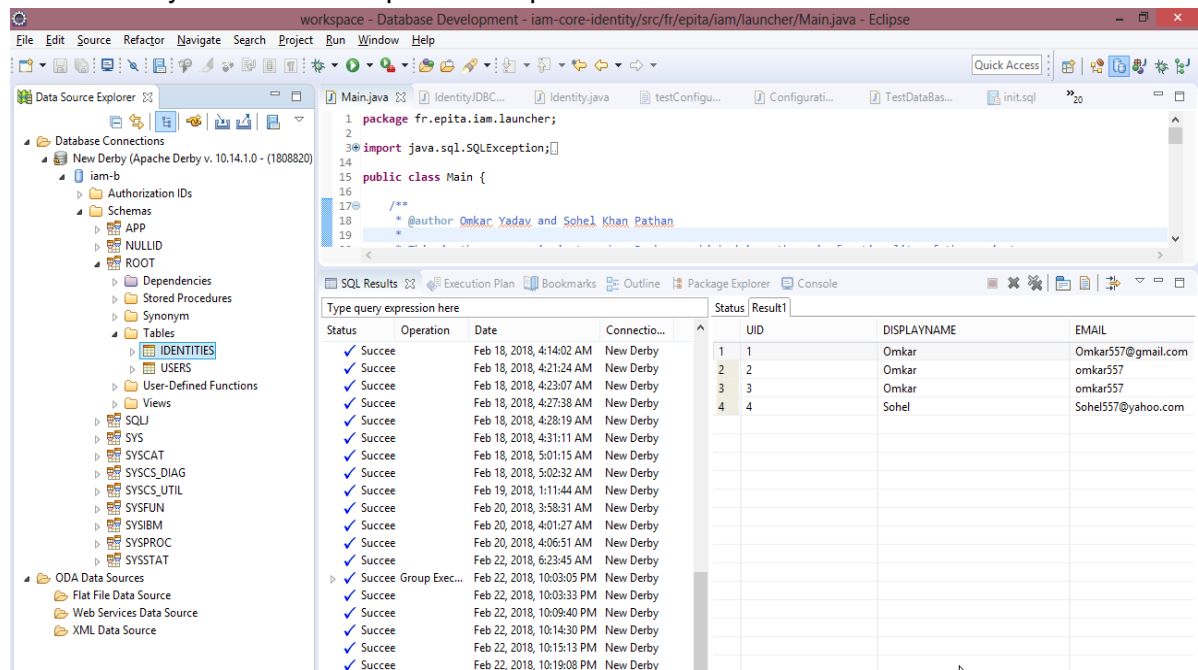 workspace - Database Development - iam-core-identity/src/fr/epita/iam/launcher/Main.java - Eclipse
File Edit Source Refactor Navigate Search Project Run Window Help
Quick Access
Data Source Explorer
Database Connections
New Derby (Apache Derby v. 10.14.1.0 - (1808820)
iam-b
Authorization IDs
Schemas
APP
NULLID
ROOT
Dependencies
Stored Procedures
Synonym
Tables
IDENTITIES
USERS
User-Defined Functions
Views
SQLJ
SYS
SYSCAT
SYSCS_DIAG
SYSCS_UTIL
SYSFUN
SYSIBM
SYSPROC
SYSSTAT
ODA Data Sources
Flat File Data Source
Web Services Data Source
XML Data Source
Main.java IdentityJDBC... Identity.java testConfigu... Configurati... TestDataBas... init.sql »20
1 package fr.epita.iam.launcher;
2
3 import java.sql.SQLException;
14
15 public class Main {
16
17 /**
18 * @author Omkar Yadav and Sohel Khan Pathan
19 *
SQL Results Execution Plan Bookmarks Outline Package Explorer Console
Type query expression here
Status Operation Date Connectio...
Succee Feb 18, 2018, 4:14:02 AM New Derby
Succee Feb 18, 2018, 4:21:24 AM New Derby
Succee Feb 18, 2018, 4:23:07 AM New Derby
Succee Feb 18, 2018, 4:27:38 AM New Derby
Succee Feb 18, 2018, 4:28:19 AM New Derby
Succee Feb 18, 2018, 4:31:11 AM New Derby
Succee Feb 18, 2018, 5:01:15 AM New Derby
Succee Feb 18, 2018, 5:02:32 AM New Derby
Succee Feb 19, 2018, 1:11:44 AM New Derby
Succee Feb 20, 2018, 3:58:31 AM New Derby
Succee Feb 20, 2018, 4:01:27 AM New Derby
Succee Feb 20, 2018, 4:06:51 AM New Derby
Succee Feb 22, 2018, 6:23:45 AM New Derby
Succee Group Exec... Feb 22, 2018, 10:03:05 PM New Derby
Succee Feb 22, 2018, 10:03:33 PM New Derby
Succee Feb 22, 2018, 10:09:40 PM New Derby
Succee Feb 22, 2018, 10:14:30 PM New Derby
Succee Feb 22, 2018, 10:15:13 PM New Derby
Succee Feb 22, 2018, 10:19:08 PM New Derby
Status Result1
UID DISPLAYNAME EMAIL
1 1 Omkar Omkar557@gmail.com
2 2 Omkar omkar557
3 3 Omkar omkar557
4 4 Sohel Sohel557@yahoo.com